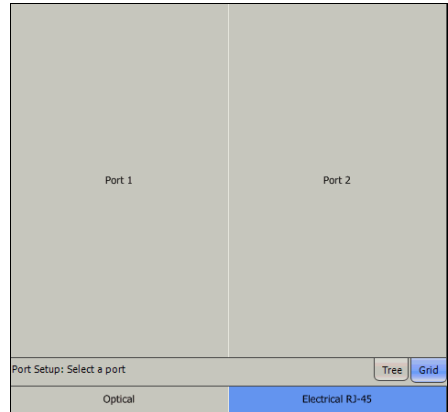 Port 1 Port 2
Port Setup: Select a port Tree Grid
Optical Electrical RJ-45